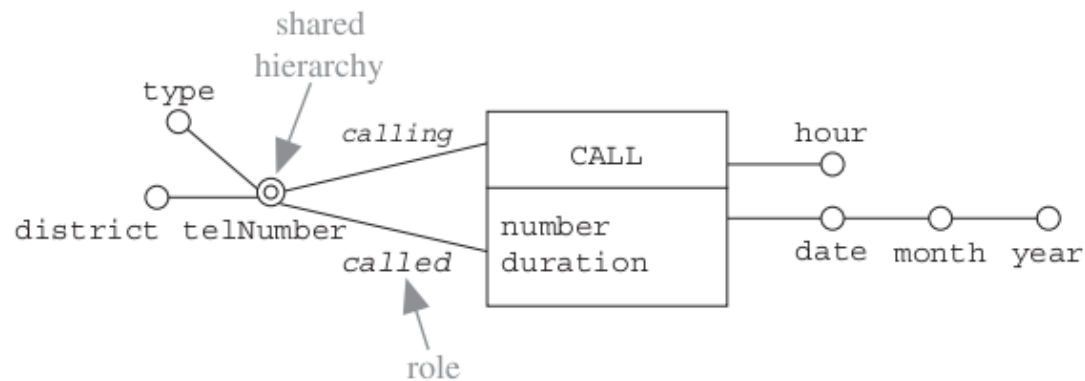 shared
hierarchy
type
calling
CALL
hour
district telNumber
number
called
duration
date month year
role